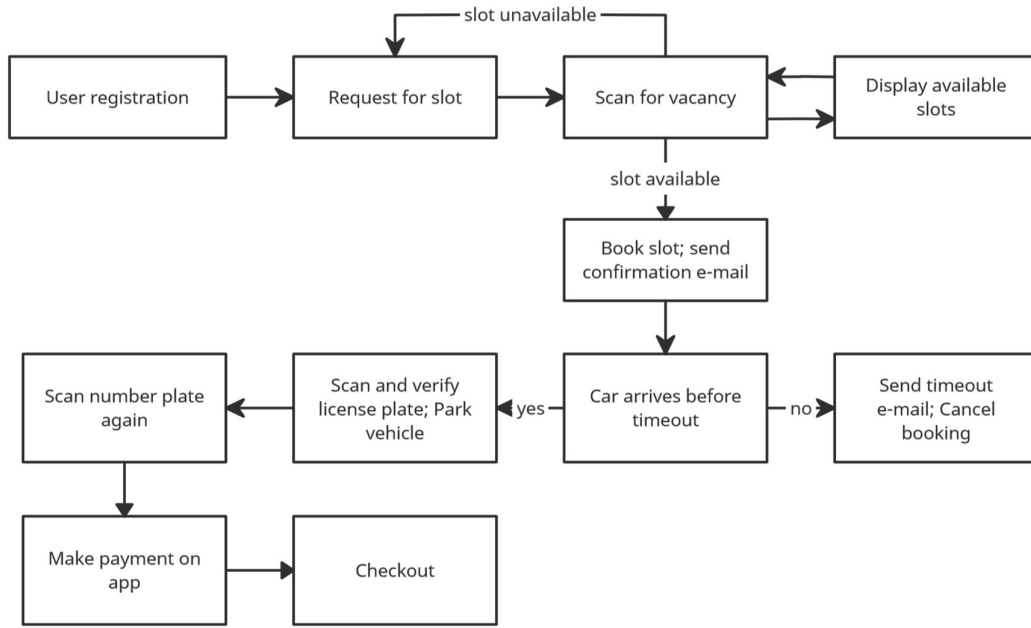 slot unavailable
User registration
Request for slot
Scan for vacancy
Display available
slots
slot available
Book slot; send
confirmation e-mail
Scan number plate
again
Scan and verify
license plate; Park
vehicle
yes
Car arrives before
timeout
no
Send timeout
e-mail; Cancel
booking
Make payment on
app
Checkout